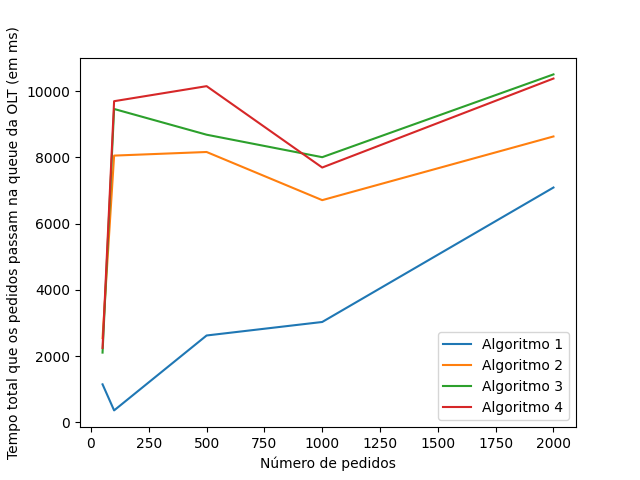 Tempo total que os pedidos passam na queue da OLT (em ms)
10000
8000
6000
4000
2000
0
Algoritmo 1
Algoritmo 2
Algoritmo 3
Algoritmo 4
0 250 500 750 1000 1250 1500 1750 2000
Número de pedidos